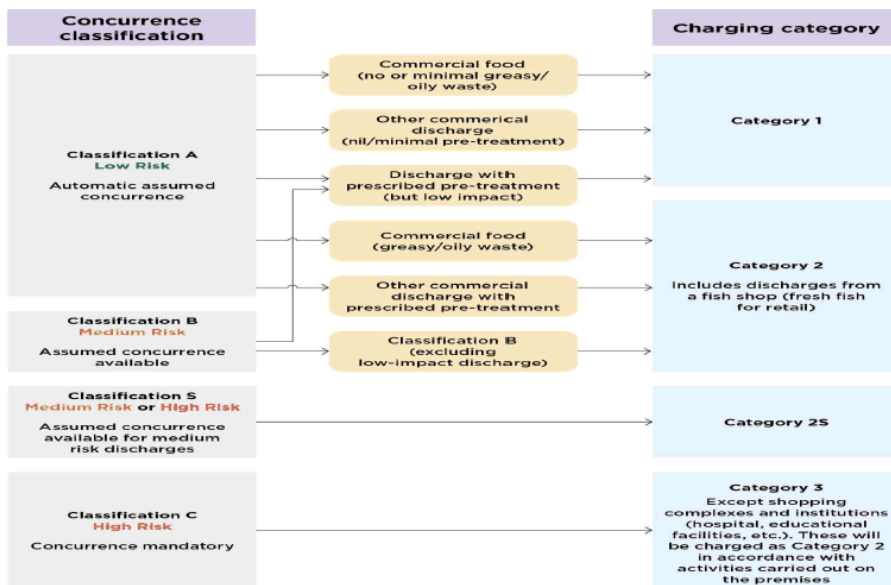 Concurrence
classification
Charging category
Classification A
Low Risk
Automatic assumed
concurrence
Commercial food
(no or minimal greasy/
oily waste)
Other commerical
discharge
(nil/minimal pre-treatment)
Discharge with
prescribed pre-treatment
(but low impact)
Commercial food
(greasy/oily waste)
Other commercial
discharge with
prescribed pre-treatment
Category 1
Category 2
Includes discharges from
a fish shop (fresh fish
for retail)
Classification B
Medium Risk
Assumed concurrence
available
Classification B
(excluding
low-impact discharge)
Classification S
Medium Risk or High Risk
Assumed concurrence
available for medium
risk discharges
Category 2S
Classification C
High Risk
Concurrence mandatory
Category 3
Except shopping
complexes and institutions
(hospital, educational
facilities, etc.). These will
be charged as Category 2
in accordance with
activities carried out on
the premises